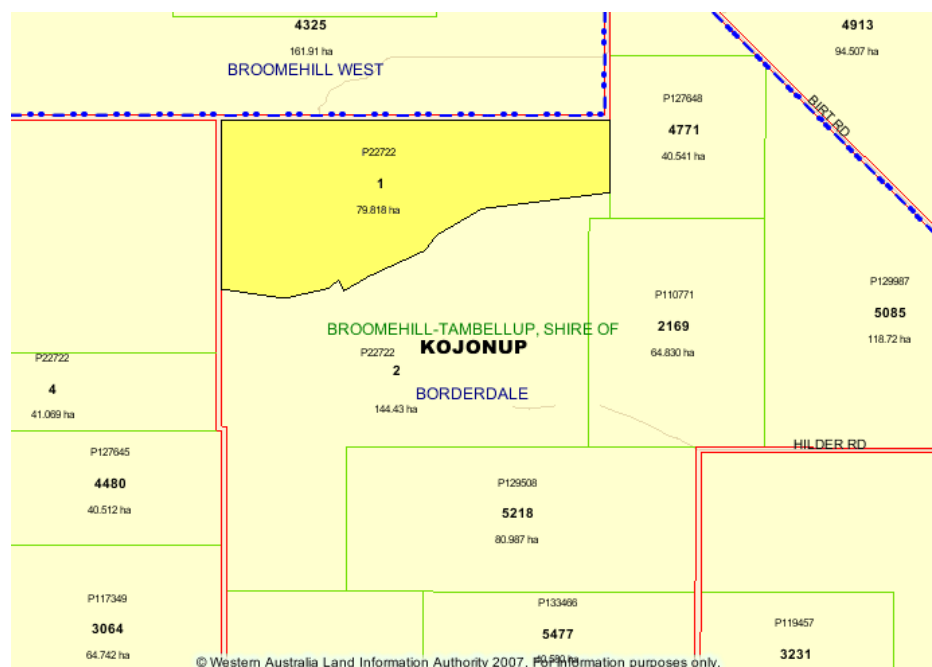 4325
161.91 ha
BROOMEHILL WEST
4913
94.507 ha
BIRT RD
P127648
4771
40.541 ha
P22722
1
79.818 ha
P129987
5085
118.72 ha
P110771
2169
64.830 ha
BROOMEHILL-TAMBELLUP, SHIRE OF
KOJONUP
P22722
2
144.43 ha
BORDERDALE
P22722
4
41.069 ha
HILDER RD
P127645
4480
40.512 ha
P129508
5218
80.987 ha
P117349
3064
64.742 ha
P133466
5477
P119457
3231
© Western Australia Land Information Authority 2007. For information purposes only.